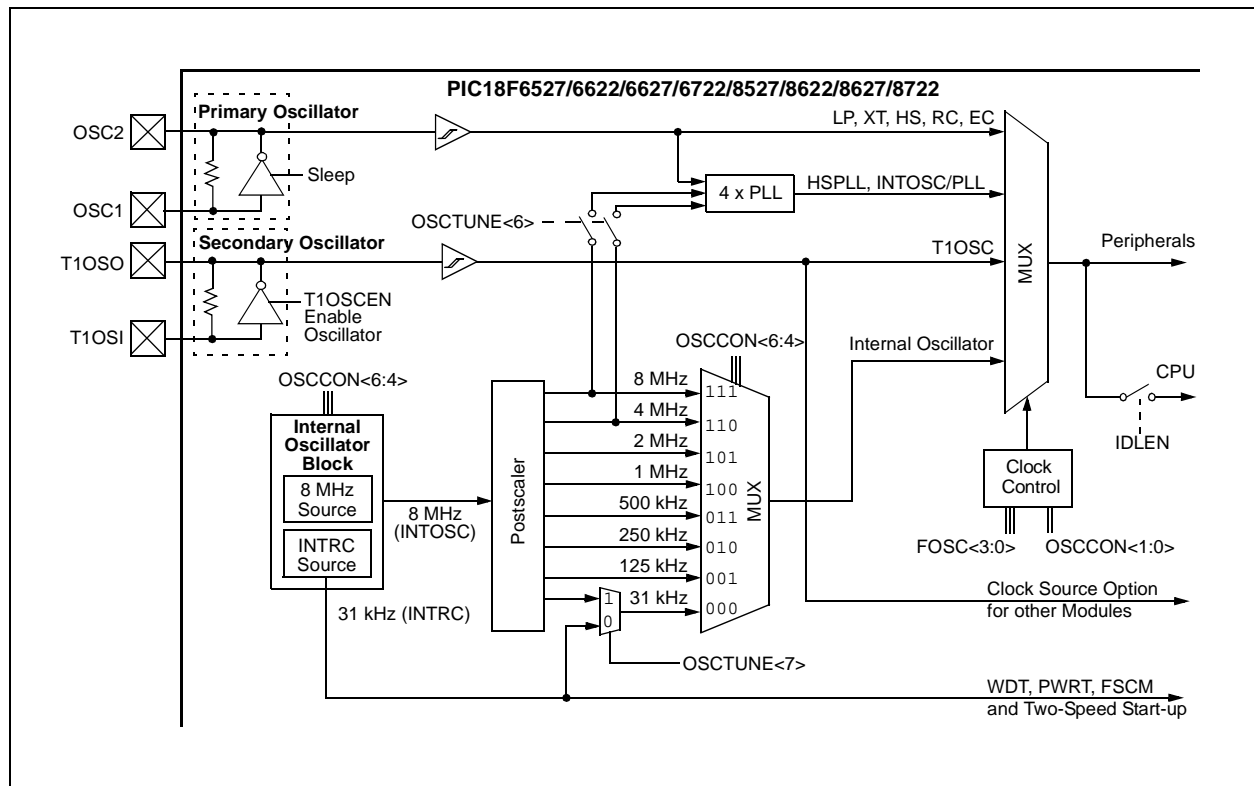 PIC18F6527/6622/6627/6722/8527/8622/8627/8722
Primary Oscillator
OSC2
Sleep
OSC1
LP, XT, HS, RC, EC
4 x PLL
HSPLL, INTOSC/PLL
OSCTUNE<6>
Secondary Oscillator
T1OSO
T1OSCEN
Enable
Oscillator
T1OSI
T1OSC
MUX
Peripherals
Internal Oscillator
CPU
IDLEN
Clock
Control
FOSC<3:0>
OSCCON<1:0>
Clock Source Option
for other Modules
OSCCON<6:4>
Internal
Oscillator
Block
8 MHz
Source
INTRC
Source
8 MHz
(INTOSC)
31 kHz (INTRC)
Postscaler
OSCCON<6:4>
8 MHz
111
4 MHz
110
2 MHz
101
1 MHz
100
500 kHz
011
250 kHz
010
125 kHz
001
1
0
31 kHz
000
MUX
OSCTUNE<7>
WDT, PWRT, FSCM
and Two-Speed Start-up